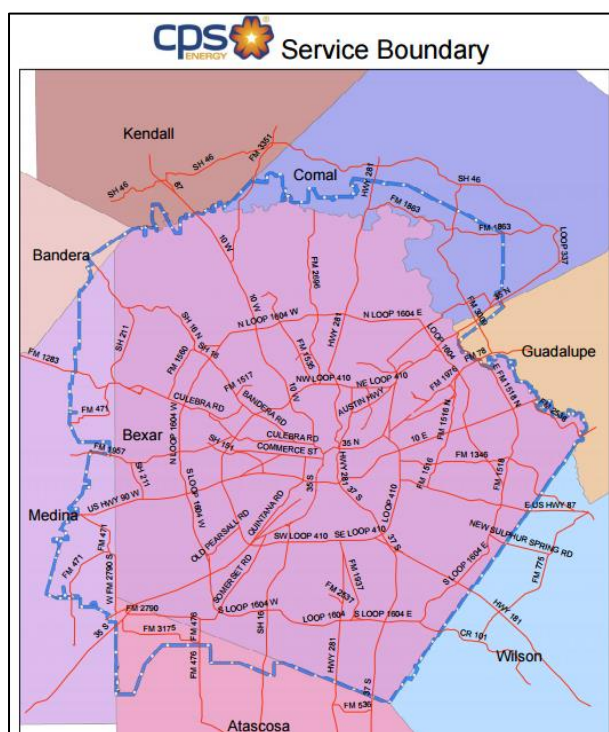 cps ENERGY ® Service Boundary
Kendall
FM 3351
SH 46
SH 46
87
Comal
HWY 281
SH 46
FM 1863
FM 1863
LOOP 337
Bandera
10 W
FM 2696
35 N
FM 3009
SH 211
SH 16 N
SH 16
10 W
N LOOP 1604 W
HWY 281
N LOOP 1604 E
LOOP 1604
FM 1560
FM 1535
FM 78
Guadalupe
FM 1283
FM 1517
10 W
NW LOOP 410
NE LOOP 410
FM 1976
E FM 1518 N
AUSTIN HWY
FM 471
CULEBRA RD
BANDERA RD
FM 1516 N
Bexar
N LOOP 1604 W
CULEBRA RD
SH 151
COMMERCE ST
35 N
10 E
FM 1957
FM 1346
SH 211
FM 1516
FM 1518
US HWY 90 W
S LOOP 1604 W
35 S
HWY 281
37 S
LOOP 410
E US HWY 87
Medina
OLD PEARSALL RD
QUINTANA RD
NEW SULPHUR SPRING RD
FM 471
FM 471
W FM 2790 S
SOMERSET RD
SW LOOP 410
SE LOOP 410
37 S
S LOOP 1604 E
FM 775
FM 1937
FM 2537
FM 2790
S LOOP 1604 W
LOOP 1604
S LOOP 1604 E
HWY 181
35 S
FM 3175
FM 476
SH 16
CR 101
Wilson
FM 476
HWY 281
37 S
FM 536
Atascosa